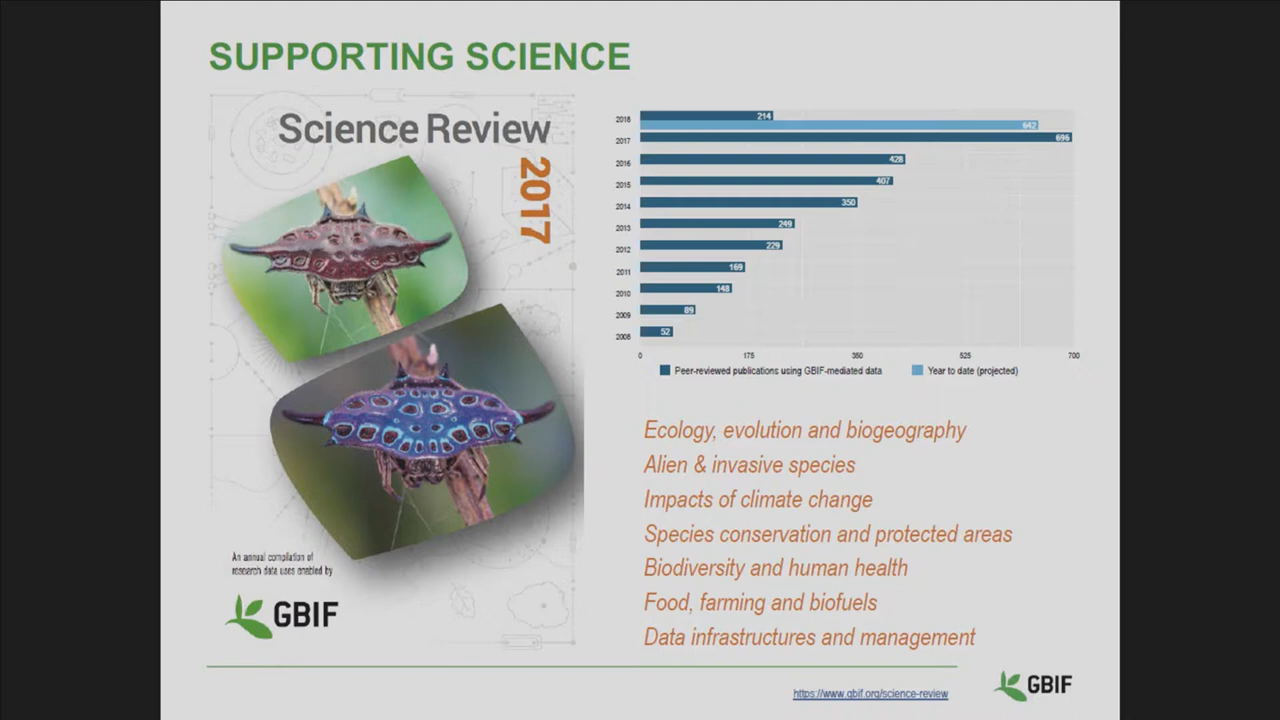 SUPPORTING SCIENCE
Science Review
2017
An annual compilation of
research data uses enabled by
GBIF
2018
214
642
2017
696
2016
428
2015
407
2014
350
2013
249
2012
229
2011
169
2010
148
2009
89
2008
52
0
175
350
525
700
Peer-reviewed publications using GBIF-mediated data
Year to date (projected)
Ecology, evolution and biogeography
Alien & invasive species
Impacts of climate change
Species conservation and protected areas
Biodiversity and human health
Food, farming and biofuels
Data infrastructures and management
https://www.gbif.org/science-review
GBIF